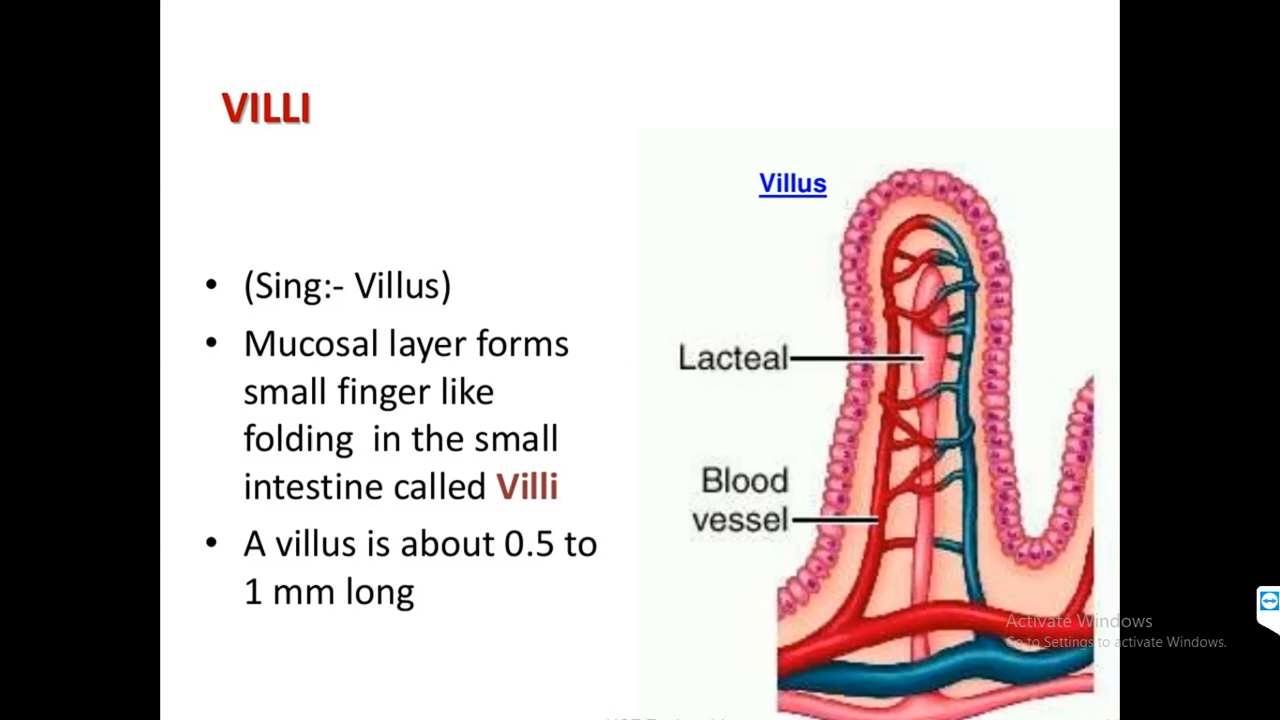 VILLI
Villus
• (Sing:- Villus)
• Mucosal layer forms
small finger like
folding in the small
intestine called Villi
• A villus is about 0.5 to
1 mm long
Lacteal
Blood
vessel
Activate Windows
Go to Settings to activate Windows.